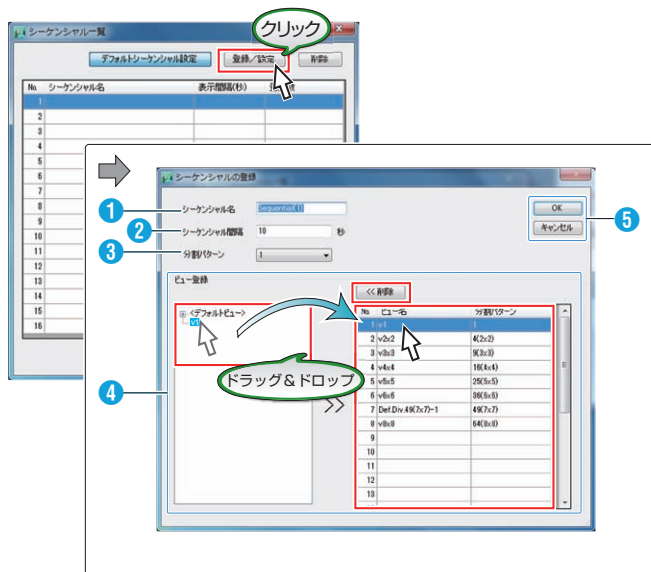 クリック
シーケンシャル一覧
デフォルトシーケンシャル設定 登録/設定 削除
No. シーケンシャル名 表示間隔(秒)
1
2
3
4
5
6
7
8
9
10
11
12
13
14
15
16
シーケンシャルの登録
1 シーケンシャル名 Sequential(1) OK
2 シーケンシャル間隔 10 秒 キャンセル 5
3 分割パターン 1
ビュー登録
<< 削除
<デフォルトビュー>
v1
No ビュー名 分割パターン
1 v1 1
2 v2x2 4(2x2)
3 v3x3 9(3x3)
4 v4x4 16(4x4)
5 v5x5 25(5x5)
6 v6x6 36(6x6)
7 Def.Div.49(7x7)-1 49(7x7)
8 v8x8 64(8x8)
9
10
11
12
13
ドラッグ&ドロップ
4
>>